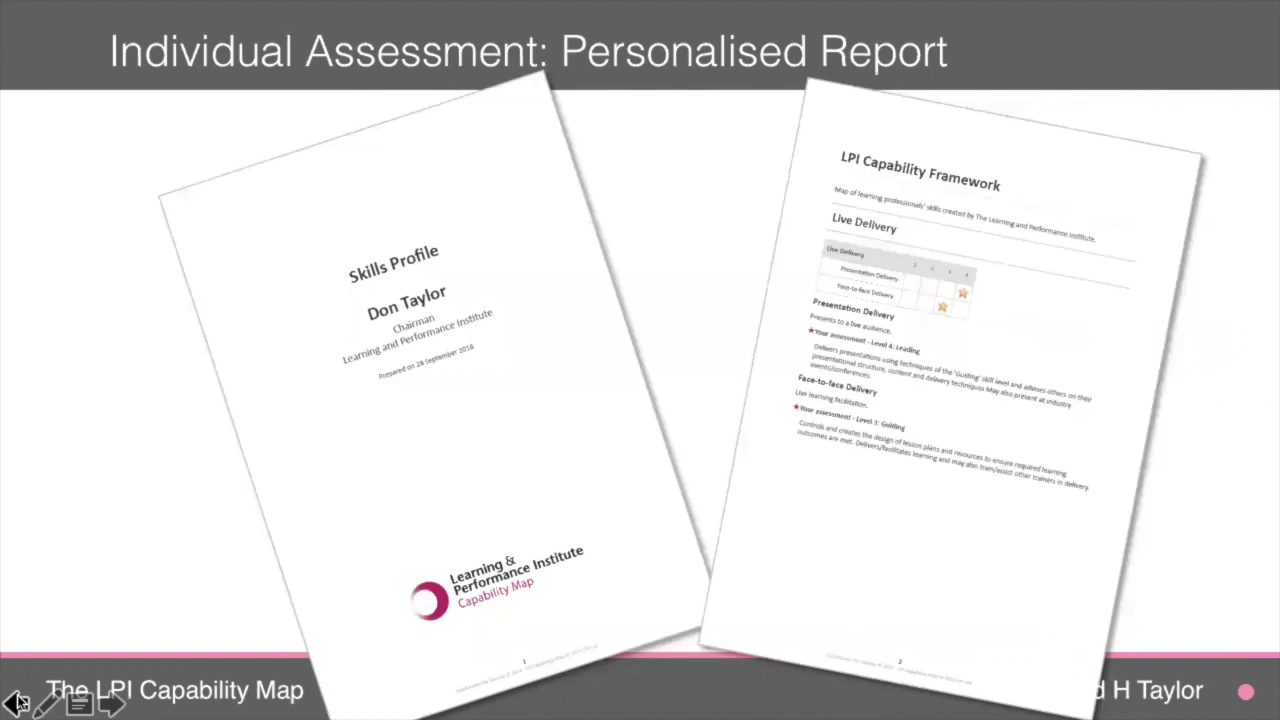 Individual Assessment: Personalised Report
Skills Profile
Don Taylor
Chairman
Learning and Performance Institute
Prepared on 28 September 2016
Learning &
Performance Institute
Capability Map
1
LPI Capability Framework
Map of learning professionals' skills created by The Learning and Performance Institute.
Live Delivery
Live Delivery
Presentation Delivery
Face-to-face Delivery
Presentation Delivery
Presents to a live audience.
Your assessment - Level 4: Leading
Delivers presentations using techniques of the 'Guiding' skill level and advises others on their
presentational structure, content and delivery techniques May also present at industry
events/conferences.
Face-to-face Delivery
Live learning facilitation.
Your assessment - Level 3: Guiding
Controls and creates the design of lesson plans and resources to ensure required learning
outcomes are met. Delivers/facilitates learning and may also train/assist other trainers in delivery.
2
The LPI Capability Map
d H Taylor